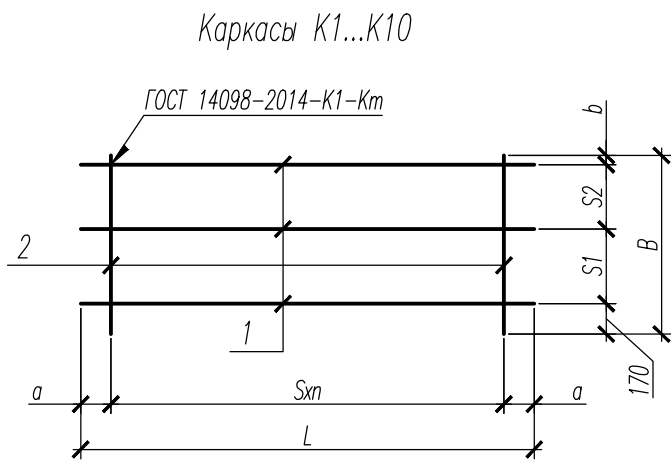 Каркасы К1...К10
ГОСТ 14098-2014-К1-Кт
b
S2
B
2
S1
1
170
a
Sxn
a
L